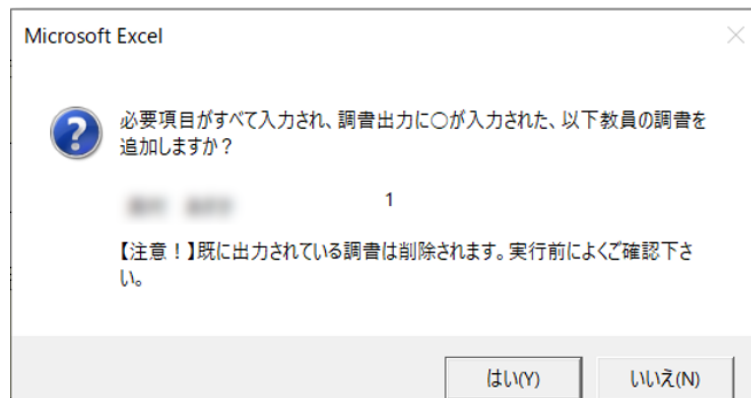 Microsoft Excel
必要項目がすべて入力され、調書出力に○が入力された、以下教員の調書を
追加しますか？
1
【注意！】既に出力されている調書は削除されます。実行前によくご確認下さ
い。
はい(Y)
いいえ(N)